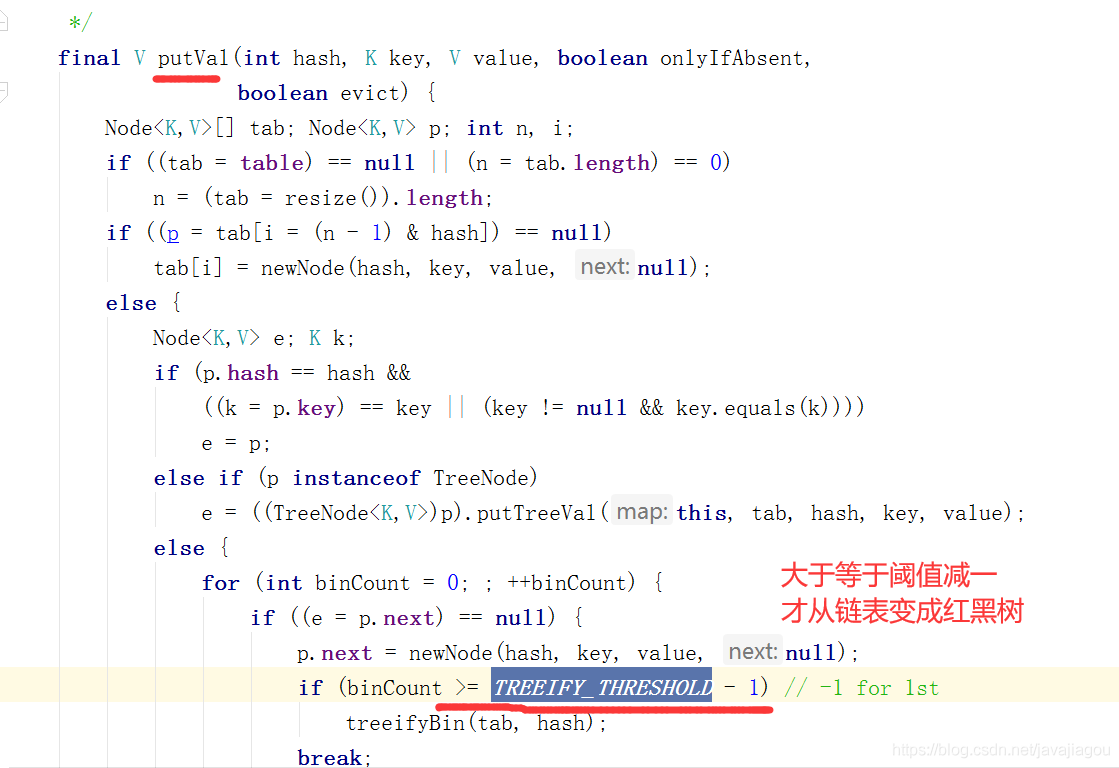 */
final V putVal(int hash, K key, V value, boolean onlyIfAbsent,
boolean evict) {
Node<K,V>[] tab; Node<K,V> p; int n, i;
if ((tab = table) == null || (n = tab.length) == 0)
n = (tab = resize()).length;
if ((p = tab[i = (n - 1) & hash]) == null)
tab[i] = newNode(hash, key, value, next: null);
else {
Node<K,V> e; K k;
if (p.hash == hash &&
((k = p.key) == key || (key != null && key.equals(k))))
e = p;
else if (p instanceof TreeNode)
e = ((TreeNode<K,V>)p).putTreeVal( map: this, tab, hash, key, value);
else {
for (int binCount = 0; ; ++binCount) {
大于等于阈值减一
才从链表变成红黑树
if ((e = p.next) == null) {
p.next = newNode(hash, key, value, next: null);
if (binCount >= TREEIFY_THRESHOLD - 1) // -1 for 1st
treeifyBin(tab, hash);
break;
https://blog.csdn.net/javajiagou